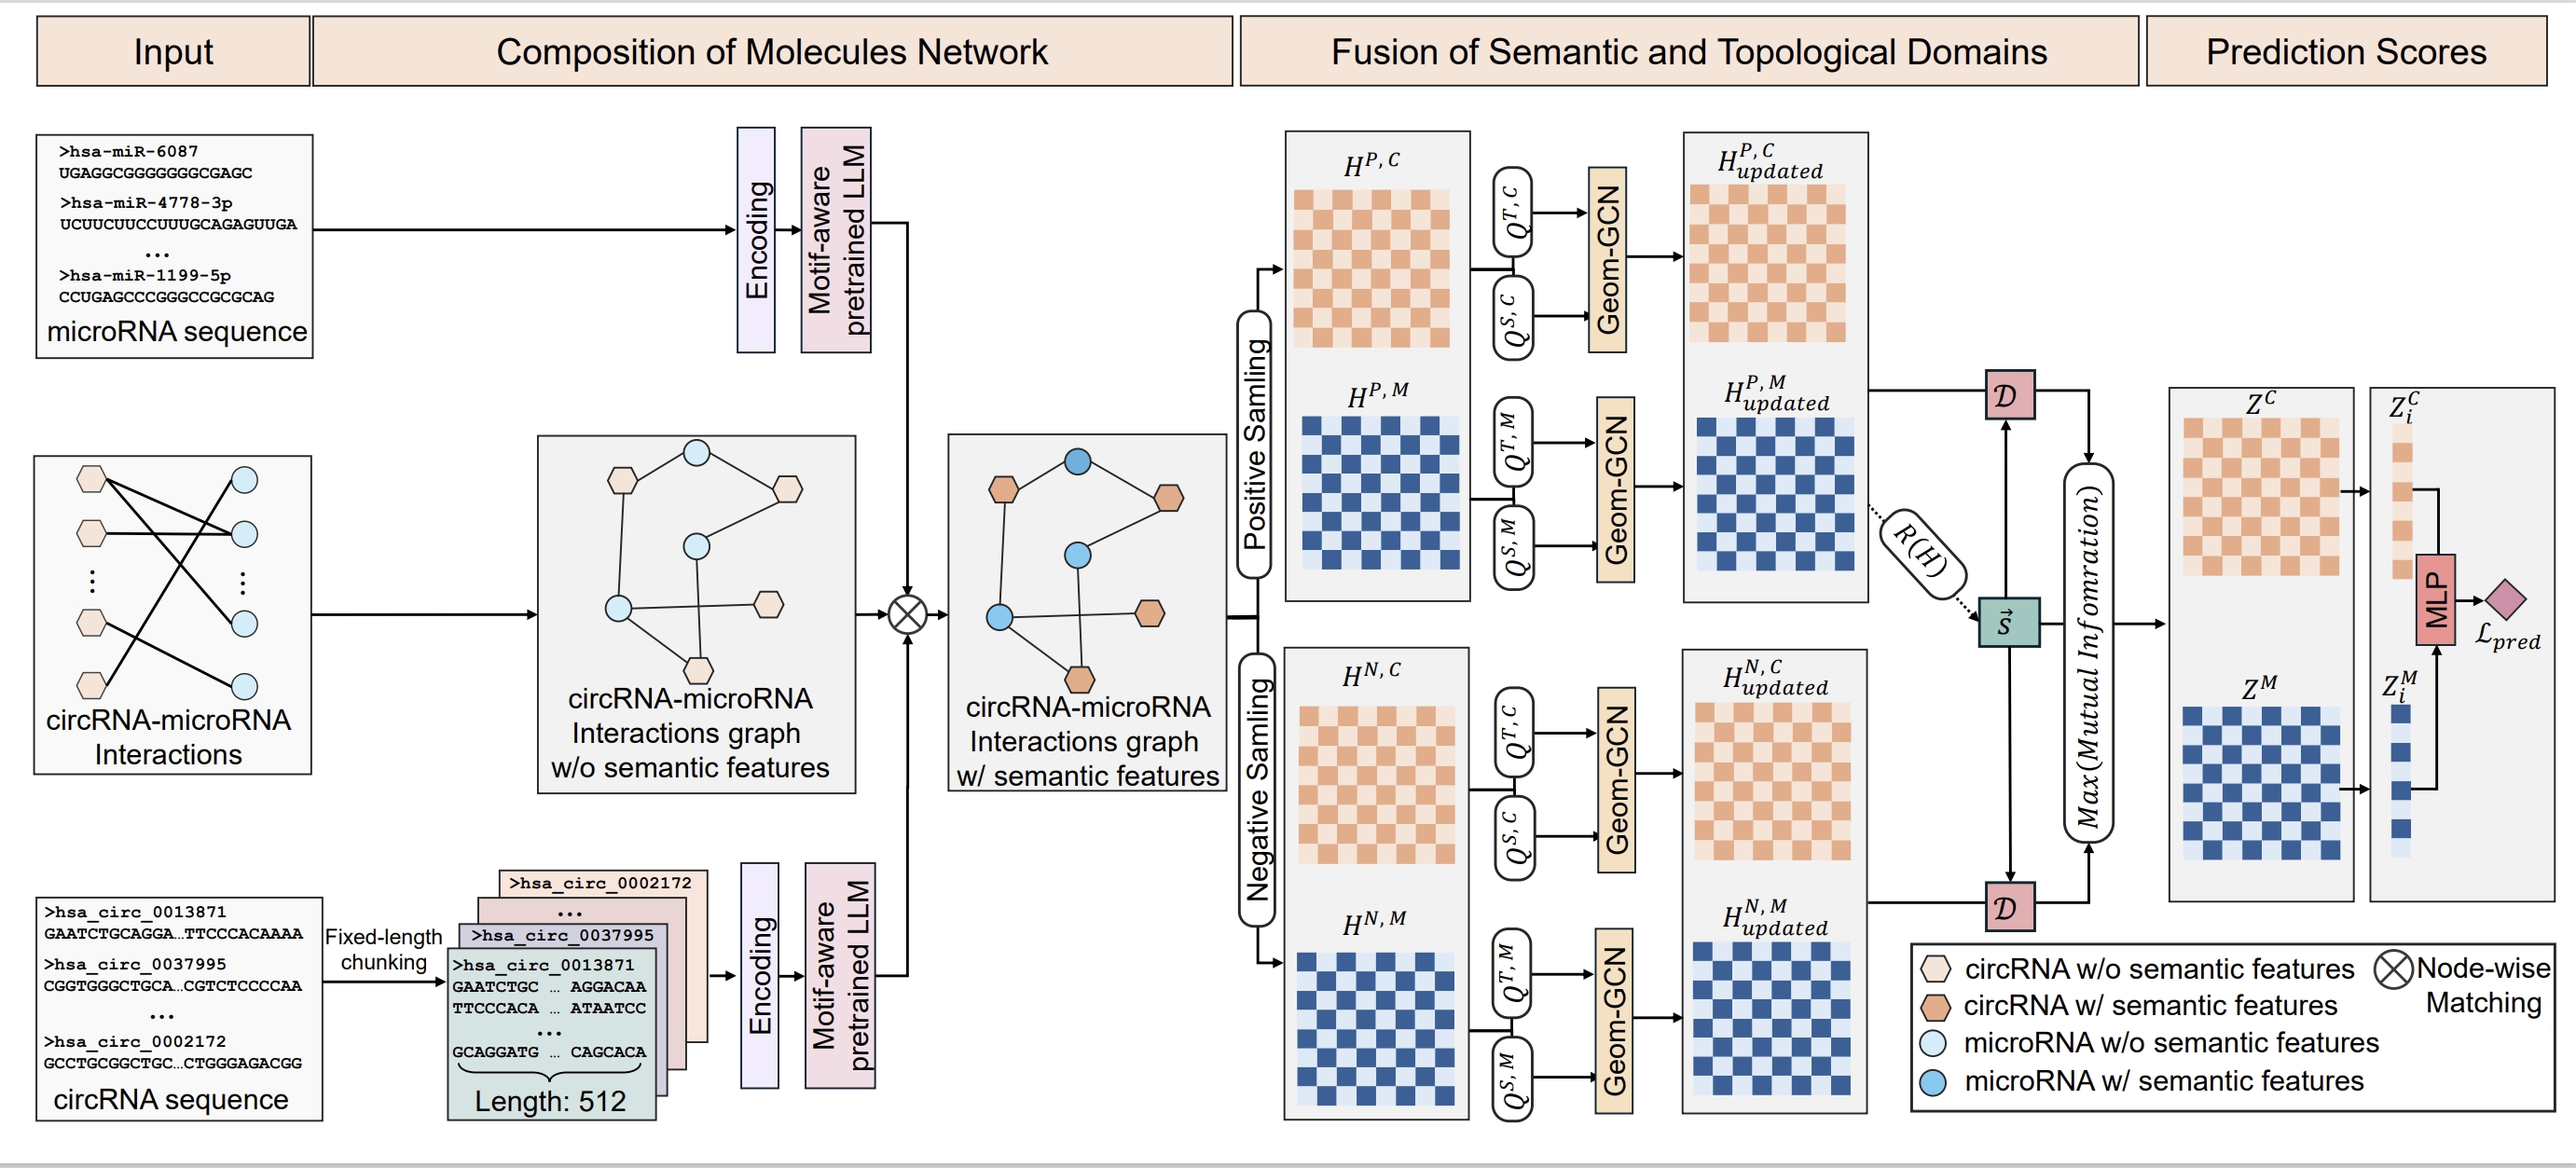 Input
Composition of Molecules Network
Fusion of Semantic and Topological Domains
Prediction Scores
>hsa-miR-6087
UGAGGCGGGGGGGCGAGC
>hsa-miR-4778-3p
UCUUCUUCCUUUGCAGAGUUGA
...
>hsa-miR-1199-5p
CCUGAGCCCGGGCCGCGCAG
microRNA sequence
Encoding
Motif-aware
pretrained LLM
circRNA-microRNA
Interactions
circRNA-microRNA
Interactions graph
w/o semantic features
circRNA-microRNA
Interactions graph
w/ semantic features
>hsa_circ_0013871
GAATCTGCAGGA…TTCCCACAAAA
>hsa_circ_0037995
CGGTGGGCTGCA…CGTCTCCCCAA
...
>hsa_circ_0002172
GCCTGCGGCTGC…CTGGGAGACGG
circRNA sequence
Fixed-length
chunking
>hsa_circ_0002172
...
>hsa_circ_0037995
>hsa_circ_0013871
GAATCTGC … AGGACAA
TTCCCACA … ATAATCC
...
GCAGGATG … CAGCACA
Length: 512
Encoding
Motif-aware
pretrained LLM
Positive Samling
Negative Samling
H^{P,C}
H^{P,M}
Q^{T,C}
Q^{S,C}
Geom-GCN
Q^{T,M}
Q^{S,M}
Geom-GCN
H^{P,C}_{updated}
H^{P,M}_{updated}
H^{N,C}
H^{N,M}
Q^{T,C}
Q^{S,C}
Geom-GCN
Q^{T,M}
Q^{S,M}
Geom-GCN
H^{N,C}_{updated}
H^{N,M}_{updated}
R(H)
𝒟
s⃗
𝒟
Max(Mutual Infomration)
Z^C
Z^M
Z_i^C
Z_i^M
MLP
ℒ_{pred}
circRNA w/o semantic features
circRNA w/ semantic features
microRNA w/o semantic features
microRNA w/ semantic features
Node-wise
Matching